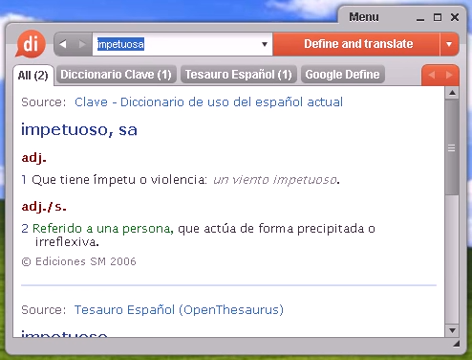 Menu
di
impetuosa
Define and translate
All (2)
Diccionario Clave (1)
Tesauro Español (1)
Google Define
Source: Clave - Diccionario de uso del español actual
impetuoso, sa
adj.
1 Que tiene ímpetu o violencia: un viento impetuoso.
adj./s.
2 Referido a una persona, que actúa de forma precipitada o
irreflexiva.
© Ediciones SM 2006
Source: Tesauro Español (OpenThesaurus)
impetuoso